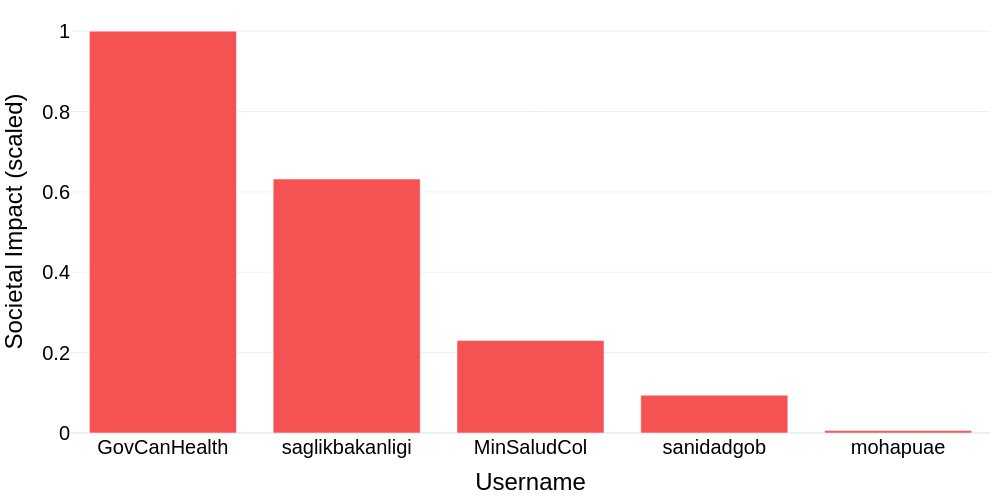 Societal Impact (scaled)
1
0.8
0.6
0.4
0.2
0
GovCanHealth
saglikbakanligi
MinSaludCol
sanidadgob
mohapuae
Username